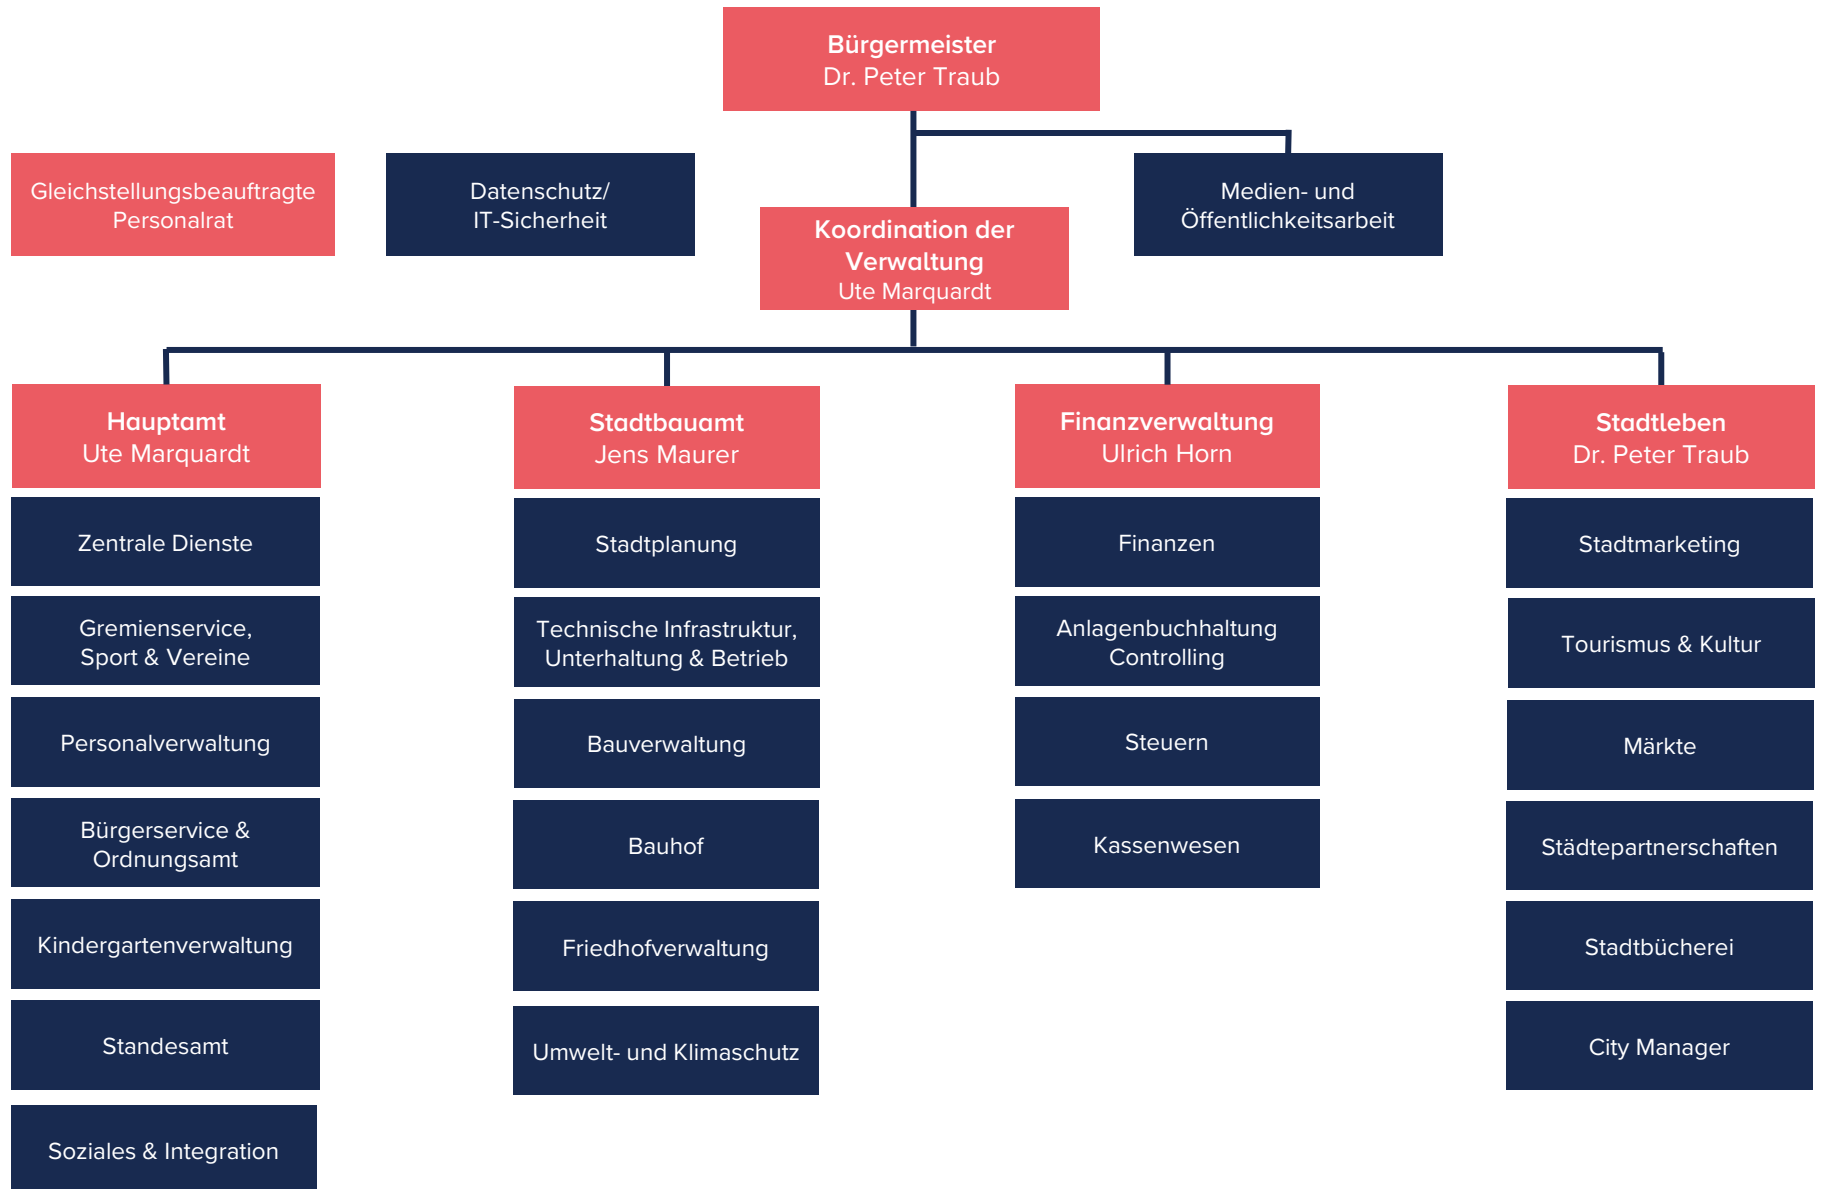 Bürgermeister
Dr. Peter Traub
Gleichstellungsbeauftragte
Personalrat
Datenschutz/
IT-Sicherheit
Medien- und
Öffentlichkeitsarbeit
Koordination der
Verwaltung
Ute Marquardt
Hauptamt
Ute Marquardt
Zentrale Dienste
Gremienservice,
Sport & Vereine
Personalverwaltung
Bürgerservice &
Ordnungsamt
Kindergartenverwaltung
Standesamt
Soziales & Integration
Stadtbauamt
Jens Maurer
Stadtplanung
Technische Infrastruktur,
Unterhaltung & Betrieb
Bauverwaltung
Bauhof
Friedhofverwaltung
Umwelt- und Klimaschutz
Finanzverwaltung
Ulrich Horn
Finanzen
Anlagenbuchhaltung
Controlling
Steuern
Kassenwesen
Stadtleben
Dr. Peter Traub
Stadtmarketing
Tourismus & Kultur
Märkte
Städtepartnerschaften
Stadtbücherei
City Manager